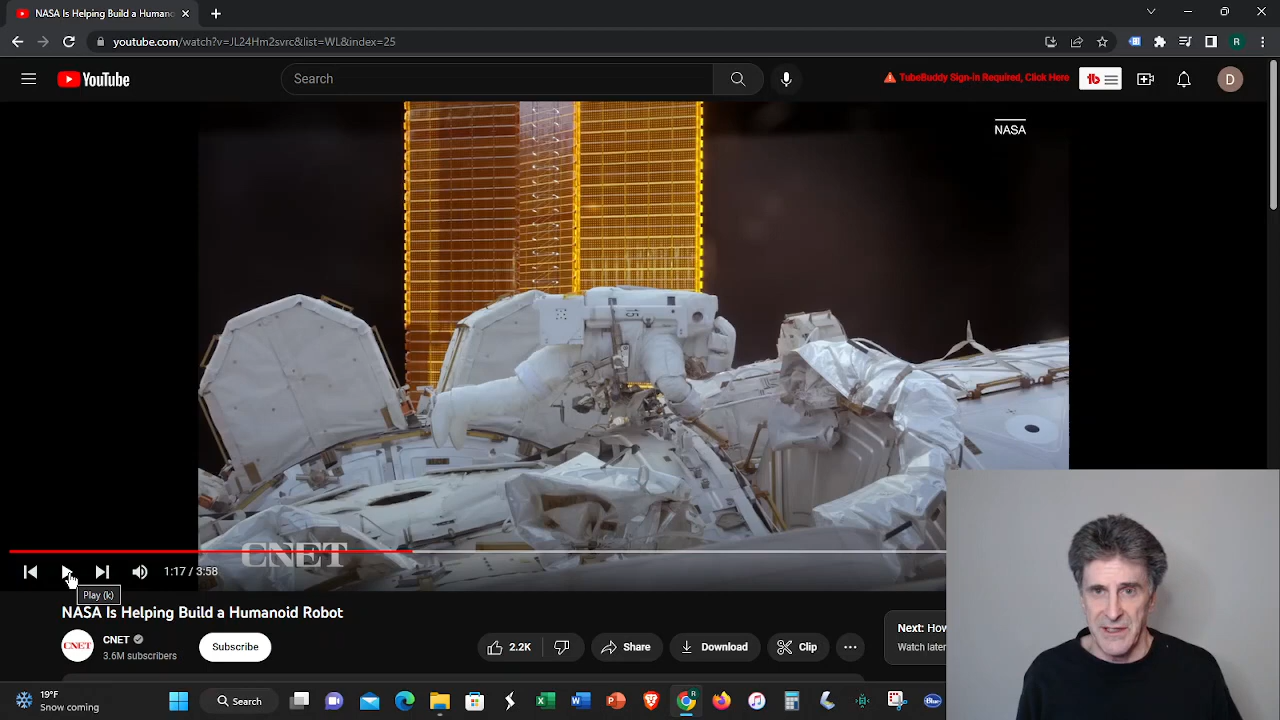 NASA Is Helping Build a Humano
youtube.com/watch?v=JL24Hm2svrc&list=WL&index=25
R
YouTube
Search
TubeBuddy Sign-in Required, Click Here
D
NASA
CNET
1:17 / 3:58
Play (k)
NASA Is Helping Build a Humanoid Robot
CNET
CNET
3.6M subscribers
Subscribe
2.2K
Share
Download
Clip
Next: How
Watch later
19°F
Snow coming
Search